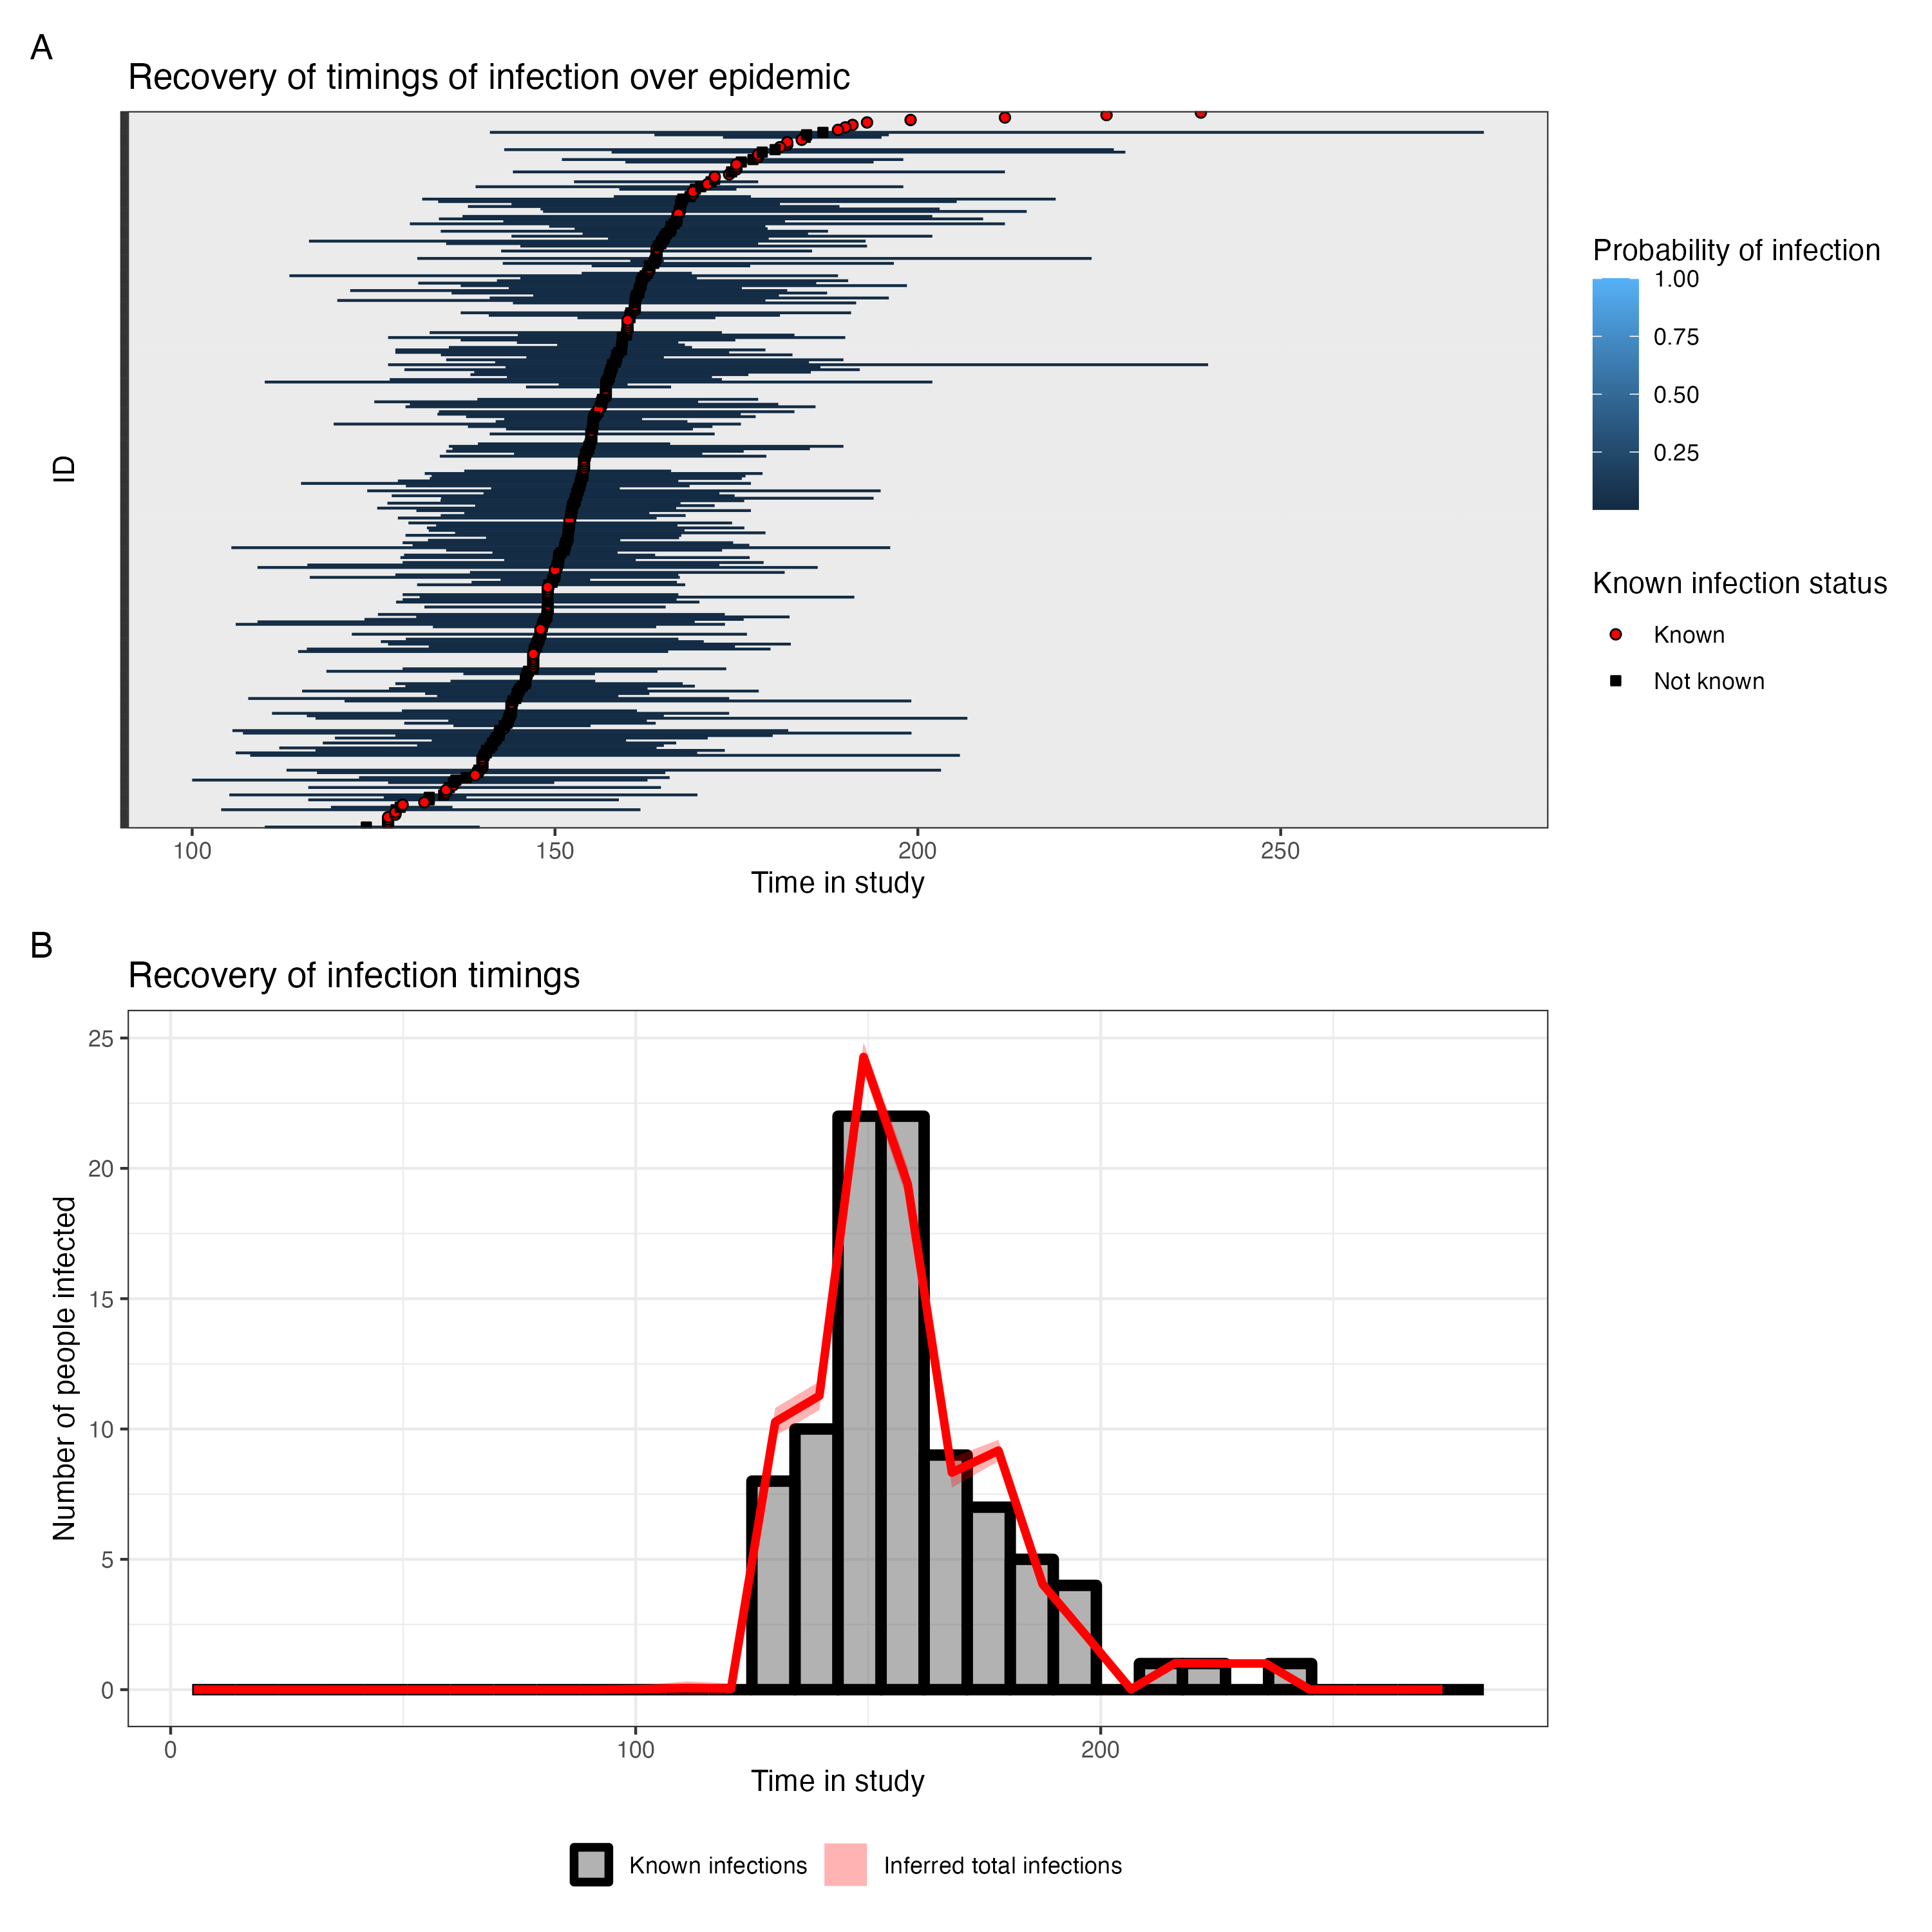 A
Recovery of timings of infection over epidemic
ID
100 150 200 250
Time in study
Probability of infection
1.00
0.75
0.50
0.25
Known infection status
Known
Not known
B
Recovery of infection timings
Number of people infected
25
20
15
10
5
0
0 100 200
Time in study
Known infections Inferred total infections